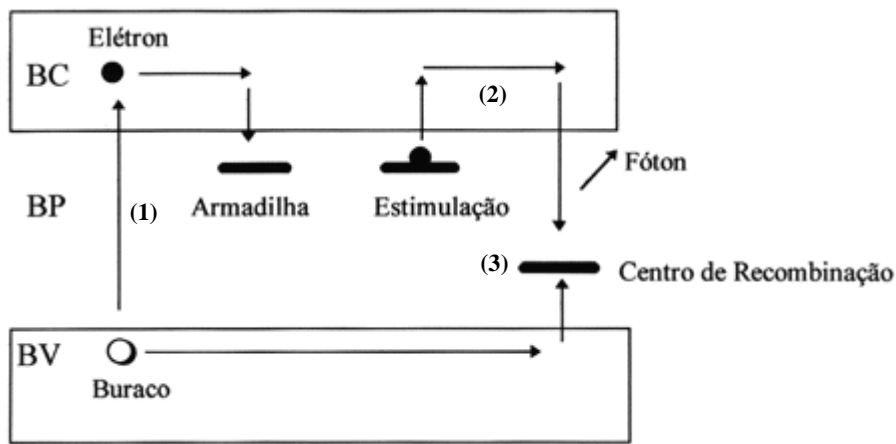 Elétron
BC
(2)
Fóton
BP
(1)
Armadilha
Estimulação
(3)
Centro de Recombinação
BV
Buraco